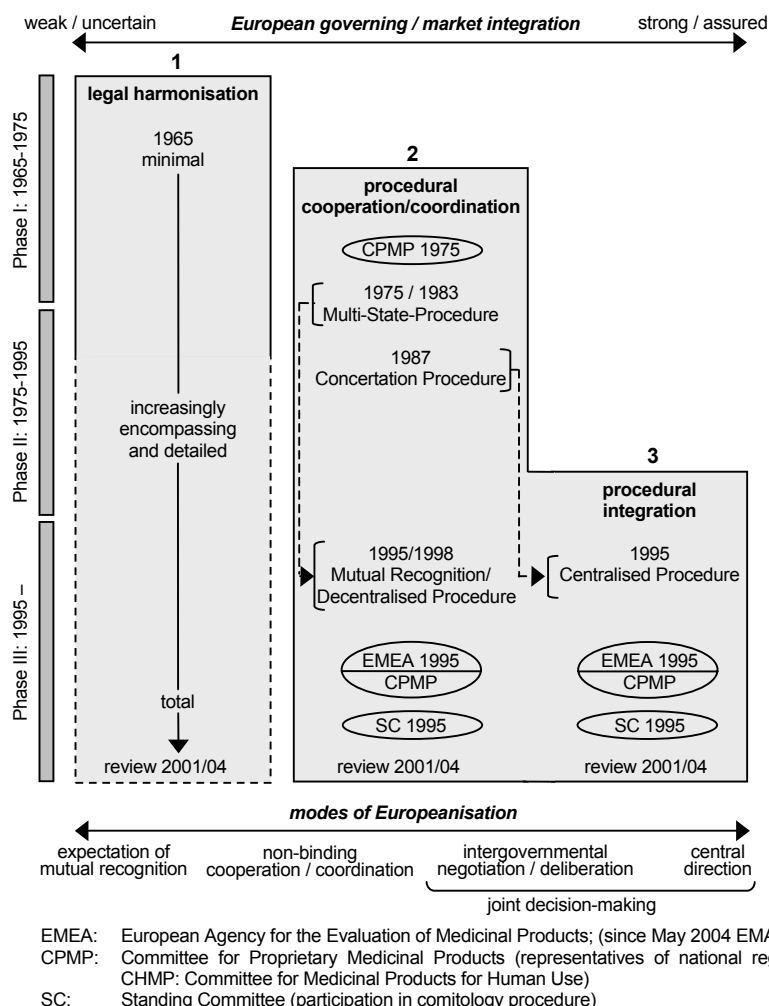 weak / uncertain European governing / market integration strong / assured
1
legal harmonisation
1965
minimal
increasingly
encompassing
and detailed
total
review 2001/04
2
procedural
cooperation/coordination
CPMP 1975
1975 / 1983
Multi-State-Procedure
1987
Concertation Procedure
1995/1998
Mutual Recognition/
Decentralised Procedure
EMEA 1995
CPMP
SC 1995
review 2001/04
3
procedural
integration
1995
Centralised Procedure
EMEA 1995
CPMP
SC 1995
review 2001/04
Phase I: 1965-1975
Phase II: 1975-1995
Phase III: 1995 –
modes of Europeanisation
expectation of
mutual recognition
non-binding
cooperation / coordination
intergovernmental
negotiation / deliberation
central
direction
joint decision-making
EMEA: European Agency for the Evaluation of Medicinal Products; (since May 2004
CPMP: Committee for Proprietary Medicinal Products (representatives of national
CHMP: Committee for Medicinal Products for Human Use)
SC: Standing Committee (participation in comitology procedure)